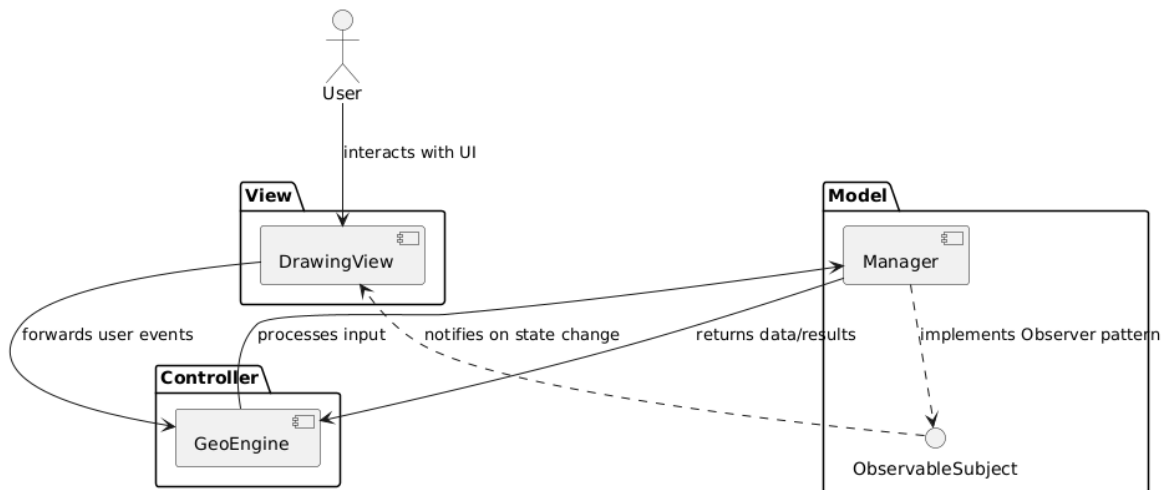 User
interacts with UI
View
Model
DrawingView
Manager
forwards user events
processes input
notifies on state change
returns data/results
implements Observer pattern
Controller
GeoEngine
ObservableSubject